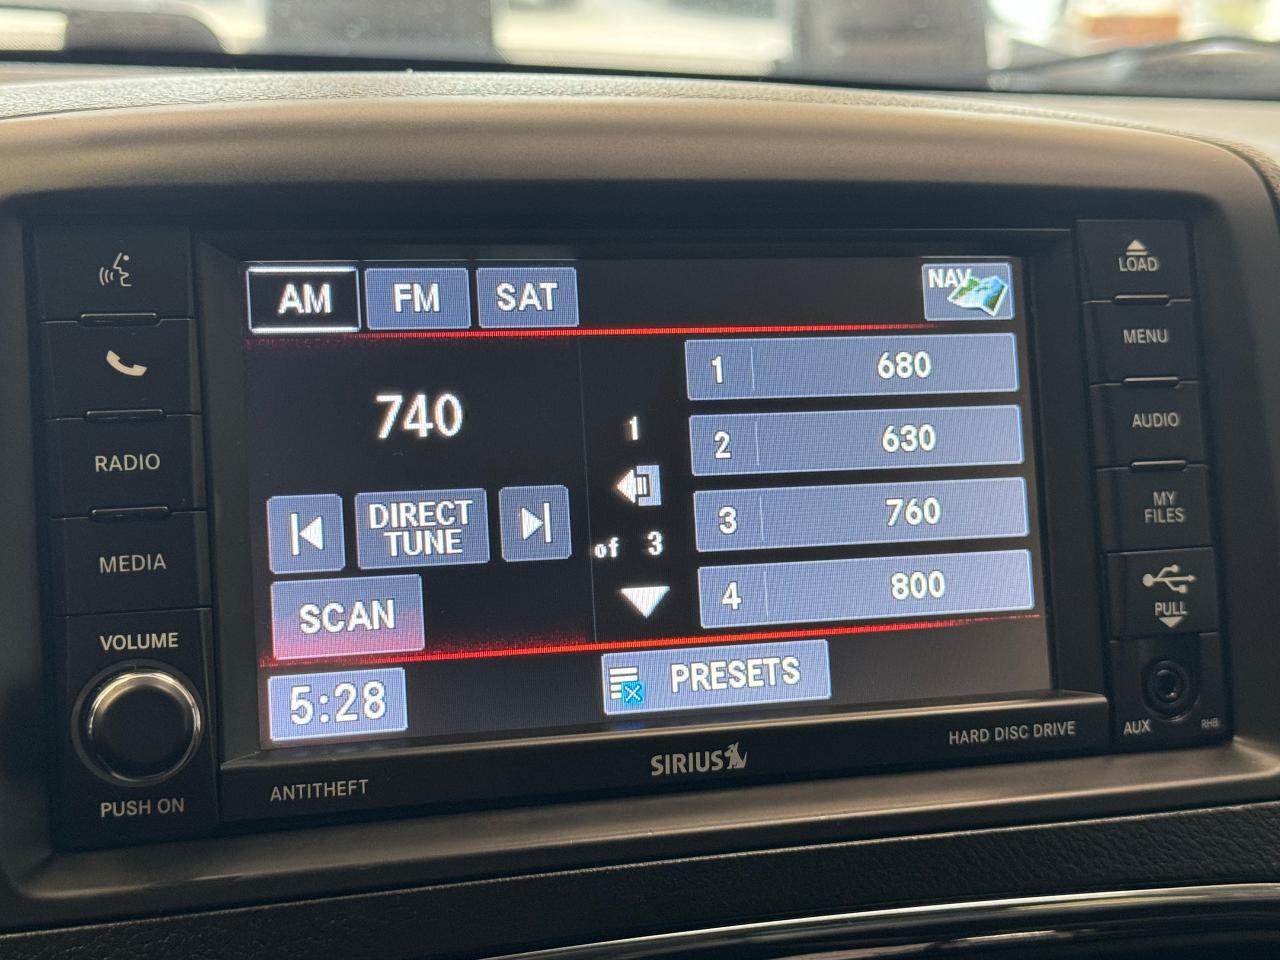 AM FM SAT NAV
740
DIRECT
TUNE
SCAN
5:28
1
of 3
1 680
2 630
3 760
4 800
PRESETS
RADIO
MEDIA
VOLUME
PUSH ON
ANTITHEFT
SIRIUS
HARD DISC DRIVE
LOAD
MENU
AUDIO
MY
FILES
PULL
AUX
RHB